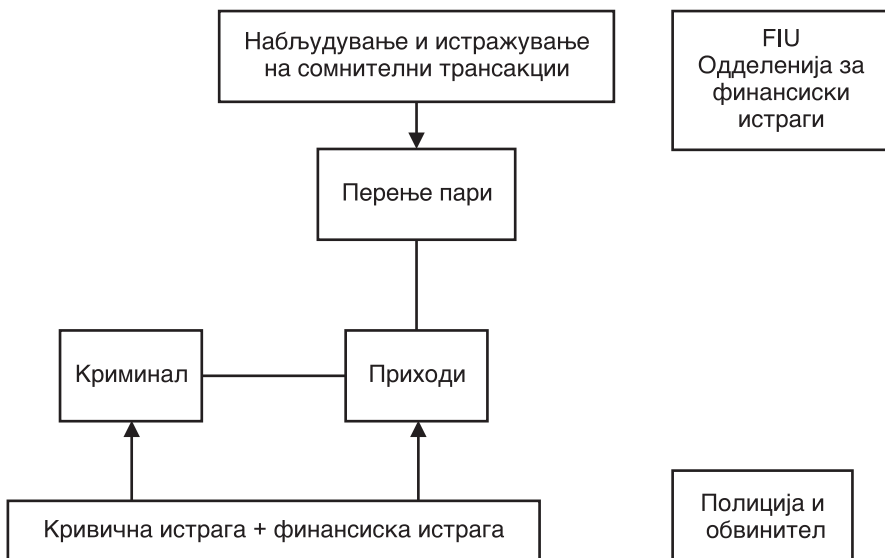 Набљудување и истражување
на сомнителни трансакции
FIU
Одделенија за
финансиски
истраги
Перење пари
Криминал
Приходи
Кривична истрага + финансиска истрага
Полиција и
обвинител